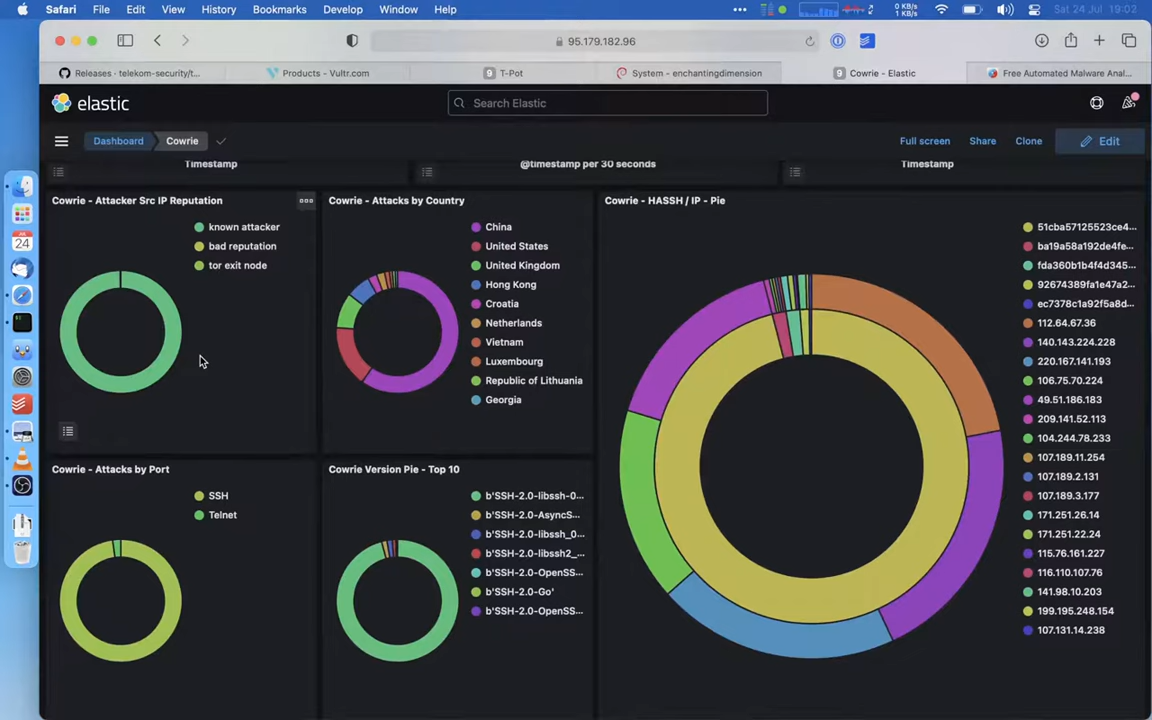 Safari File Edit View History Bookmarks Develop Window Help
0 KB/s
1 KB/s
Sat 24 Jul 19:02
95.179.182.96
Releases · telekom-security/t...
Products - Vultr.com
T-Pot
System - enchantingdimension
Cowrie - Elastic
Free Automated Malware Anal...
elastic
Search Elastic
Dashboard
Cowrie
Full screen
Share
Clone
Edit
Timestamp
@timestamp per 30 seconds
Timestamp
Cowrie - Attacker Src IP Reputation
known attacker
bad reputation
tor exit node
Cowrie - Attacks by Country
China
United States
United Kingdom
Hong Kong
Croatia
Netherlands
Vietnam
Luxembourg
Republic of Lithuania
Georgia
Cowrie - HASSH / IP - Pie
51cba57125523ce4...
ba19a58a192de4fe...
fda360b1b4f4d345...
92674389fa1e47a2...
ec7378c1a92f5a8d...
112.64.67.36
140.143.224.228
220.167.141.193
106.75.70.224
49.51.186.183
209.141.52.113
104.244.78.233
107.189.11.254
107.189.2.131
107.189.3.177
171.251.26.14
171.251.22.24
115.76.161.227
116.110.107.76
141.98.10.203
199.195.248.154
107.131.14.238
Cowrie - Attacks by Port
SSH
Telnet
Cowrie Version Pie - Top 10
b'SSH-2.0-libssh-0...
b'SSH-2.0-AsyncS...
b'SSH-2.0-libssh_0...
b'SSH-2.0-libssh2_...
b'SSH-2.0-OpenSS...
b'SSH-2.0-Go'
b'SSH-2.0-OpenSS...
24